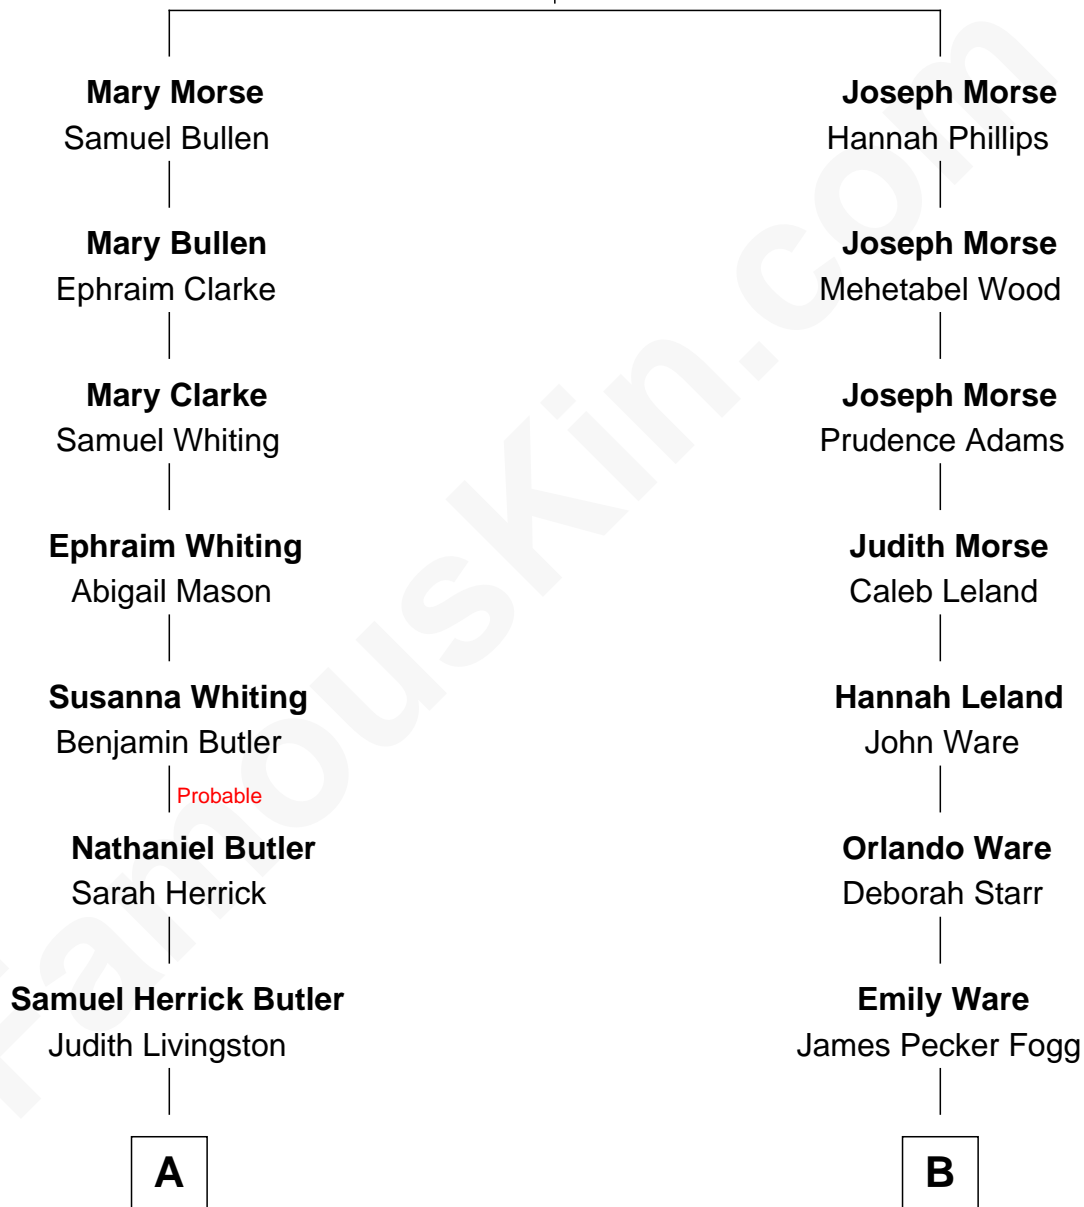 Mary Morse
Samuel Bullen
Mary Bullen
Ephraim Clarke
Mary Clarke
Samuel Whiting
Ephraim Whiting
Abigail Mason
Susanna Whiting
Benjamin Butler
Probable
Nathaniel Butler
Sarah Herrick
Samuel Herrick Butler
Judith Livingston
A
Joseph Morse
Hannah Phillips
Joseph Morse
Mehetabel Wood
Joseph Morse
Prudence Adams
Judith Morse
Caleb Leland
Hannah Leland
John Ware
Orlando Ware
Deborah Starr
Emily Ware
James Pecker Fogg
B
FamousKin.com